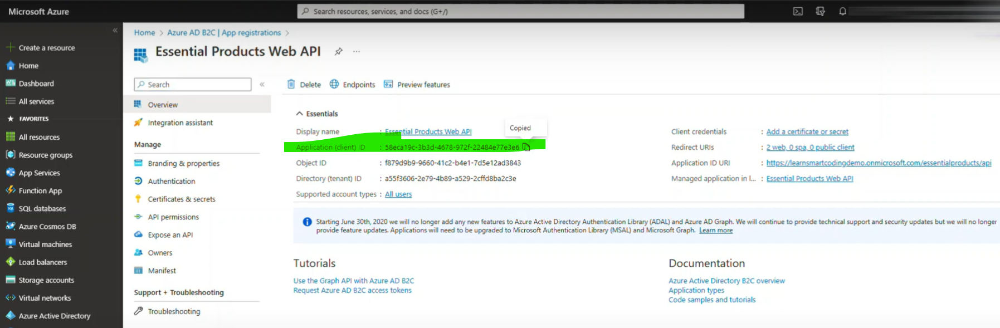 Microsoft Azure
Search resources, services, and docs (G+/)
«
Create a resource
Home
Dashboard
All services
FAVORITES
All resources
Resource groups
App Services
Function App
SQL databases
Azure Cosmos DB
Virtual machines
Load balancers
Storage accounts
Virtual networks
Azure Active Directory
Home > Azure AD B2C | App registrations >
Essential Products Web API ...
Search «
Overview
Integration assistant
Manage
Branding & properties
Authentication
Certificates & secrets
API permissions
Expose an API
Owners
Manifest
Support + Troubleshooting
Troubleshooting
Delete Endpoints Preview features
Essentials
Copied
Display name : Essential Products Web API
Application (client) ID : 58eca19c-3b3d-4678-972f-22484e77e3e6
Object ID : f879d9b9-9660-41c2-b4e1-7d5e12ad3843
Directory (tenant) ID : a55f3606-2e79-4b89-a529-2cffd8ba2c3e
Supported account types : All users
Client credentials : Add a certificate or secret
Redirect URIs : 2 web, 0 spa, 0 public client
Application ID URI : https://learnsmartcodingdemo.onmicrosoft.com/essentialproducts/api
Managed application in l... : Essential Products Web API
Starting June 30th, 2020 we will no longer add any new features to Azure Active Directory Authentication Library (ADAL) and Azure AD Graph. We will continue to provide technical support and security updates but we will no longer
provide feature updates. Applications will need to be upgraded to Microsoft Authentication Library (MSAL) and Microsoft Graph. Learn more
Tutorials
Use the Graph API with Azure AD B2C
Request Azure AD B2C access tokens
Documentation
Azure Active Directory B2C overview
Application types
Code samples and tutorials